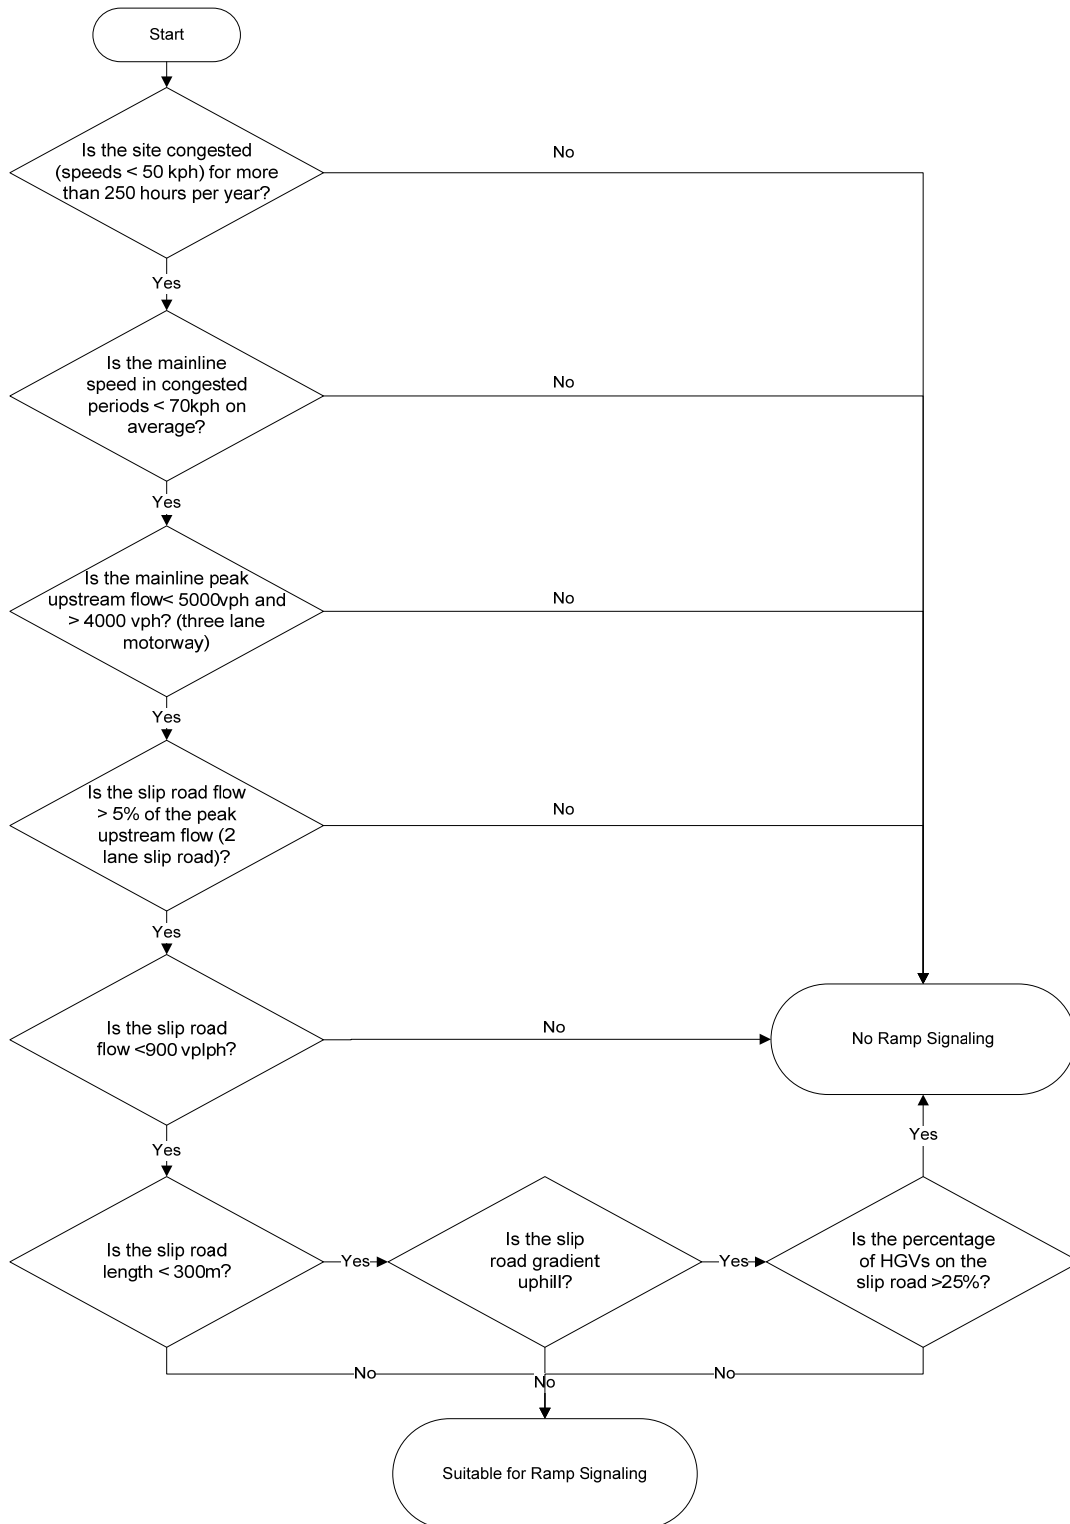 Start
Is the site congested
(speeds < 50 kph) for more
than 250 hours per year?
No
Yes
Is the mainline
speed in congested
periods < 70kph on
average?
No
Yes
Is the mainline peak
upstream flow< 5000vph and
> 4000 vph? (three lane
motorway)
No
Yes
Is the slip road flow
> 5% of the peak
upstream flow (2
lane slip road)?
No
Yes
Is the slip road
flow <900 vplph?
No
No Ramp Signaling
Yes
Yes
Is the slip road
length < 300m?
Yes
Is the slip
road gradient
uphill?
Yes
Is the percentage
of HGVs on the
slip road >25%?
No
No
No
Suitable for Ramp Signaling